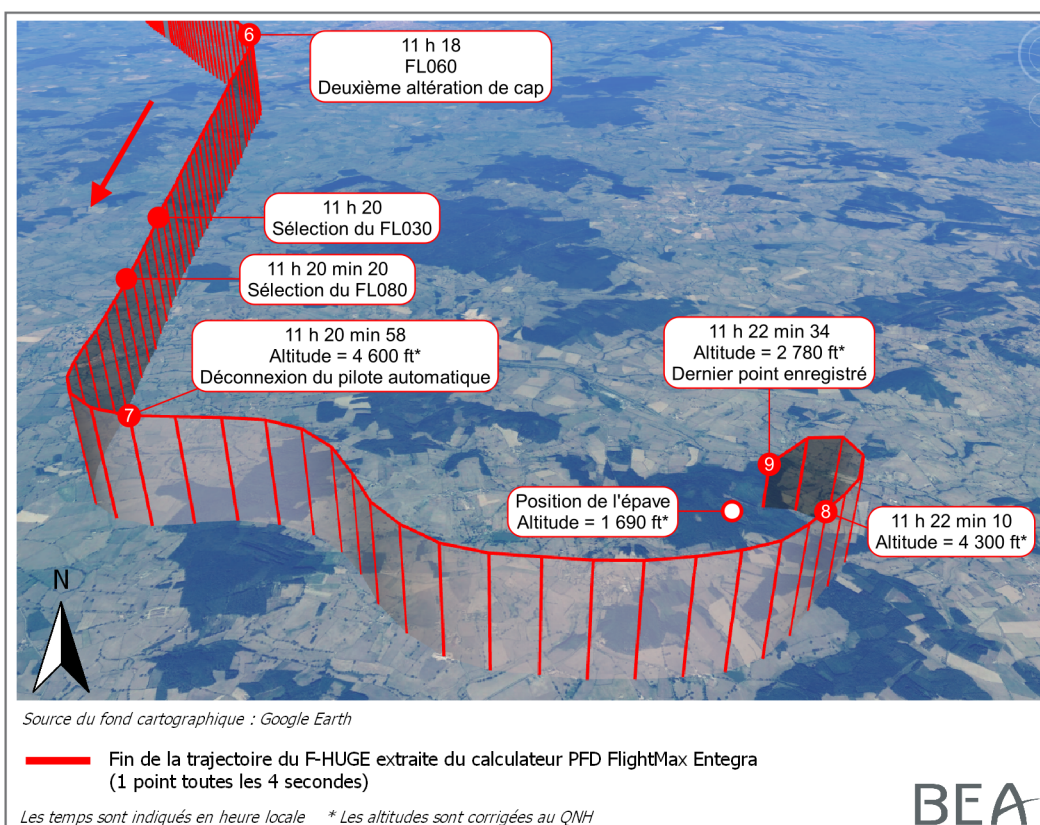 6
11 h 18
FL060
Deuxième altération de cap
11 h 20
Sélection du FL030
11 h 20 min 20
Sélection du FL080
11 h 20 min 58
Altitude = 4 600 ft*
Déconnexion du pilote automatique
7
11 h 22 min 34
Altitude = 2 780 ft*
Dernier point enregistré
9
Position de l'épave
Altitude = 1 690 ft*
8
11 h 22 min 10
Altitude = 4 300 ft*
N
Source du fond cartographique : Google Earth
Fin de la trajectoire du F-HUGE extraite du calculateur PFD FlightMax Entegra
(1 point toutes les 4 secondes)
Les temps sont indiqués en heure locale * Les altitudes sont corrigées au QNH
BEA